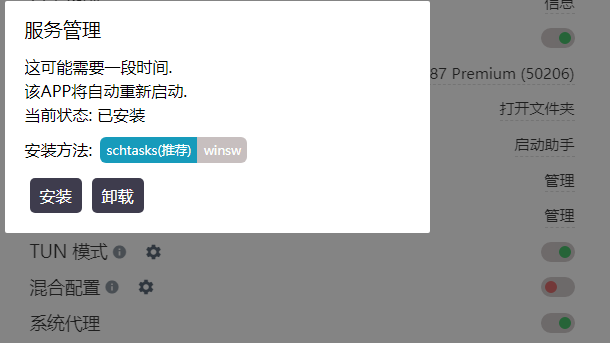 信息
服务管理
这可能需要一段时间.
该APP将自动重新启动.
87 Premium (50206)
当前状态: 已安装
打开文件夹
安装方法: schtasks(推荐) winsw
启动助手
管理
安装 卸载
管理
TUN 模式
混合配置
系统代理